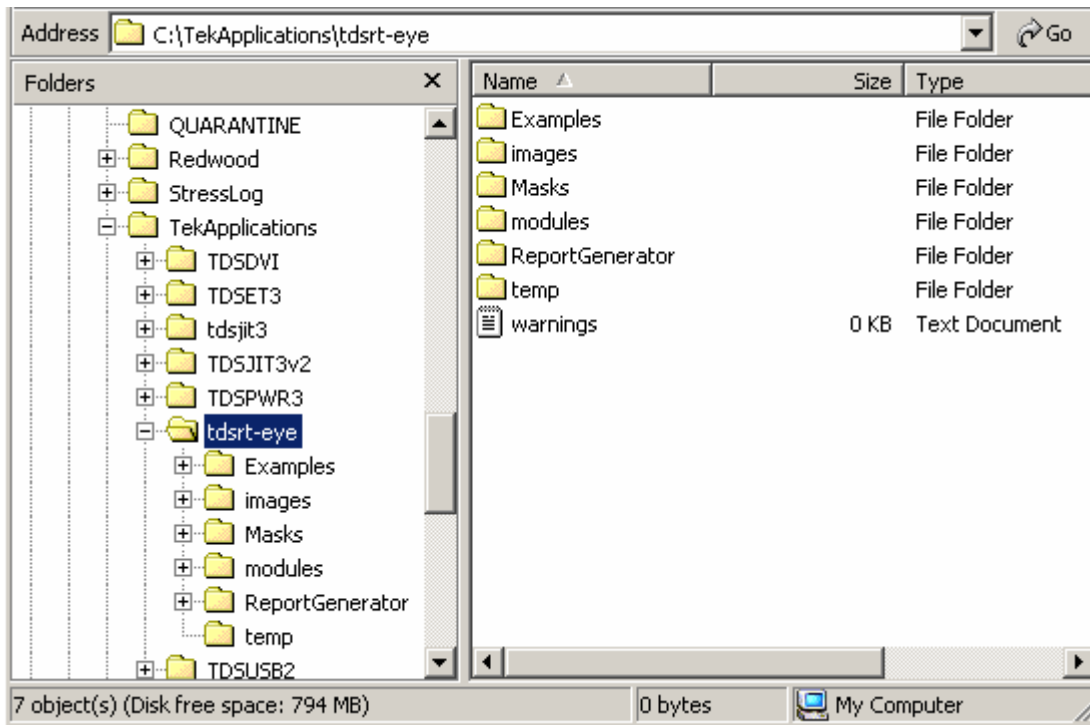 Address C:\TekApplications\tdsrt-eye Go
Folders
QUARANTINE
Redwood
StressLog
TekApplications
TDSDVI
TDSET3
tdsjit3
TDSJIT3v2
TDSPWR3
tdsrt-eye
Examples
images
Masks
modules
ReportGenerator
temp
TDSUSB2
Name Size Type
Examples File Folder
images File Folder
Masks File Folder
modules File Folder
ReportGenerator File Folder
temp File Folder
warnings 0 KB Text Document
7 object(s) (Disk free space: 794 MB) 0 bytes My Computer